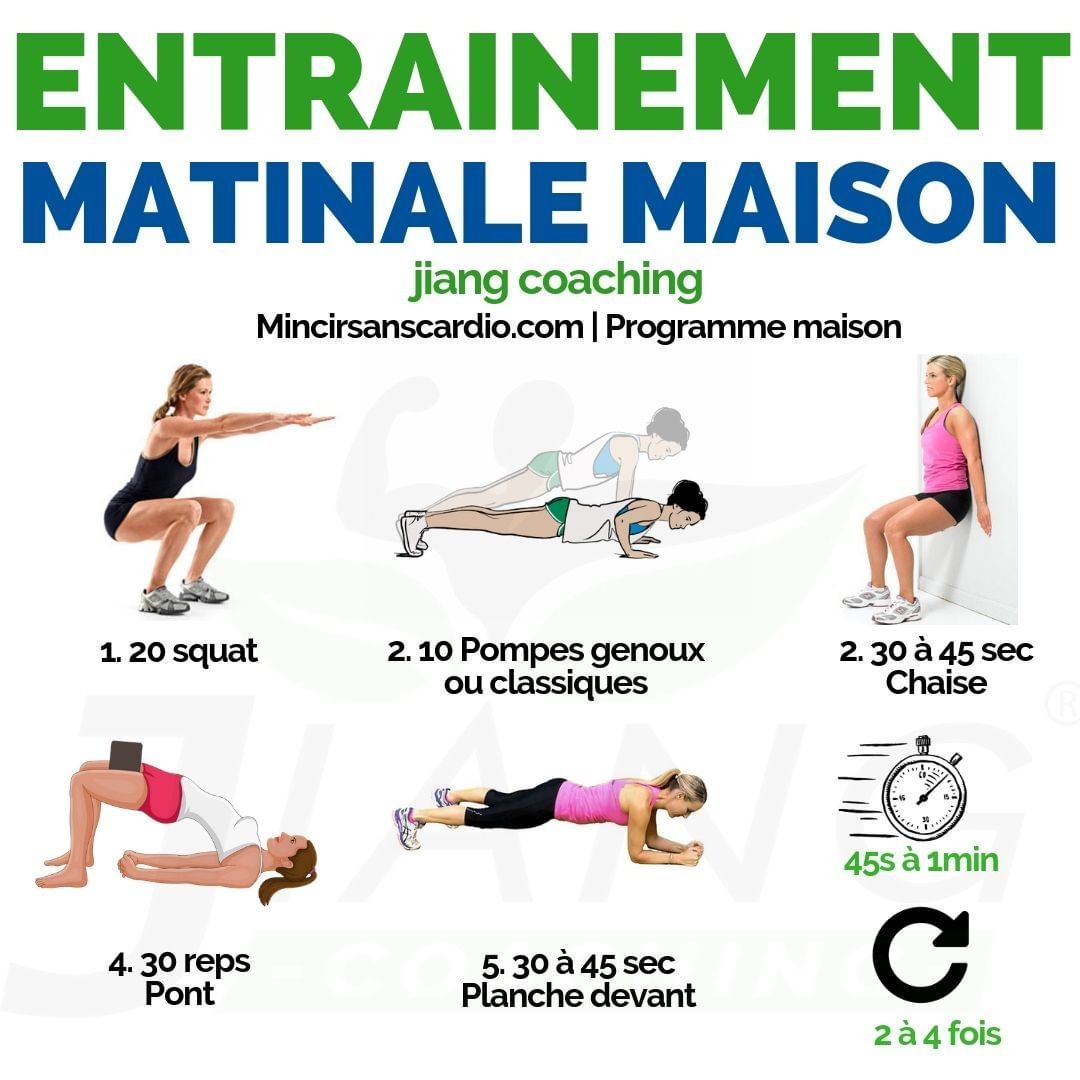 ENTRAINEMENT
MATINALE MAISON
jiang coaching
Mincirsanscardio.com | Programme maison
1. 20 squat
2. 10 Pompes genoux
ou classiques
2. 30 à 45 sec
Chaise
4. 30 reps
Pont
5. 30 à 45 sec
Planche devant
45s à 1min
2 à 4 fois
JIANG
COACHING
®